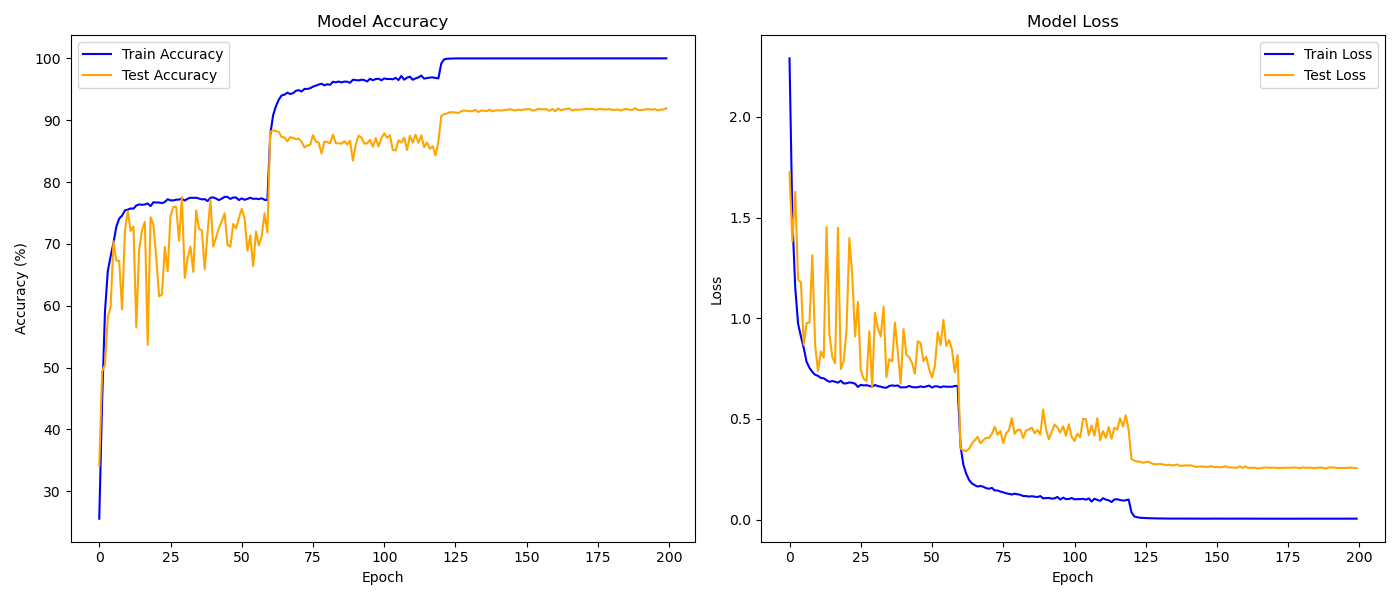 Model Accuracy
Train Accuracy
Test Accuracy
Accuracy (%)
100
90
80
70
60
50
40
30
0 25 50 75 100 125 150 175 200
Epoch
Model Loss
Train Loss
Test Loss
Loss
2.0
1.5
1.0
0.5
0.0
0 25 50 75 100 125 150 175 200
Epoch